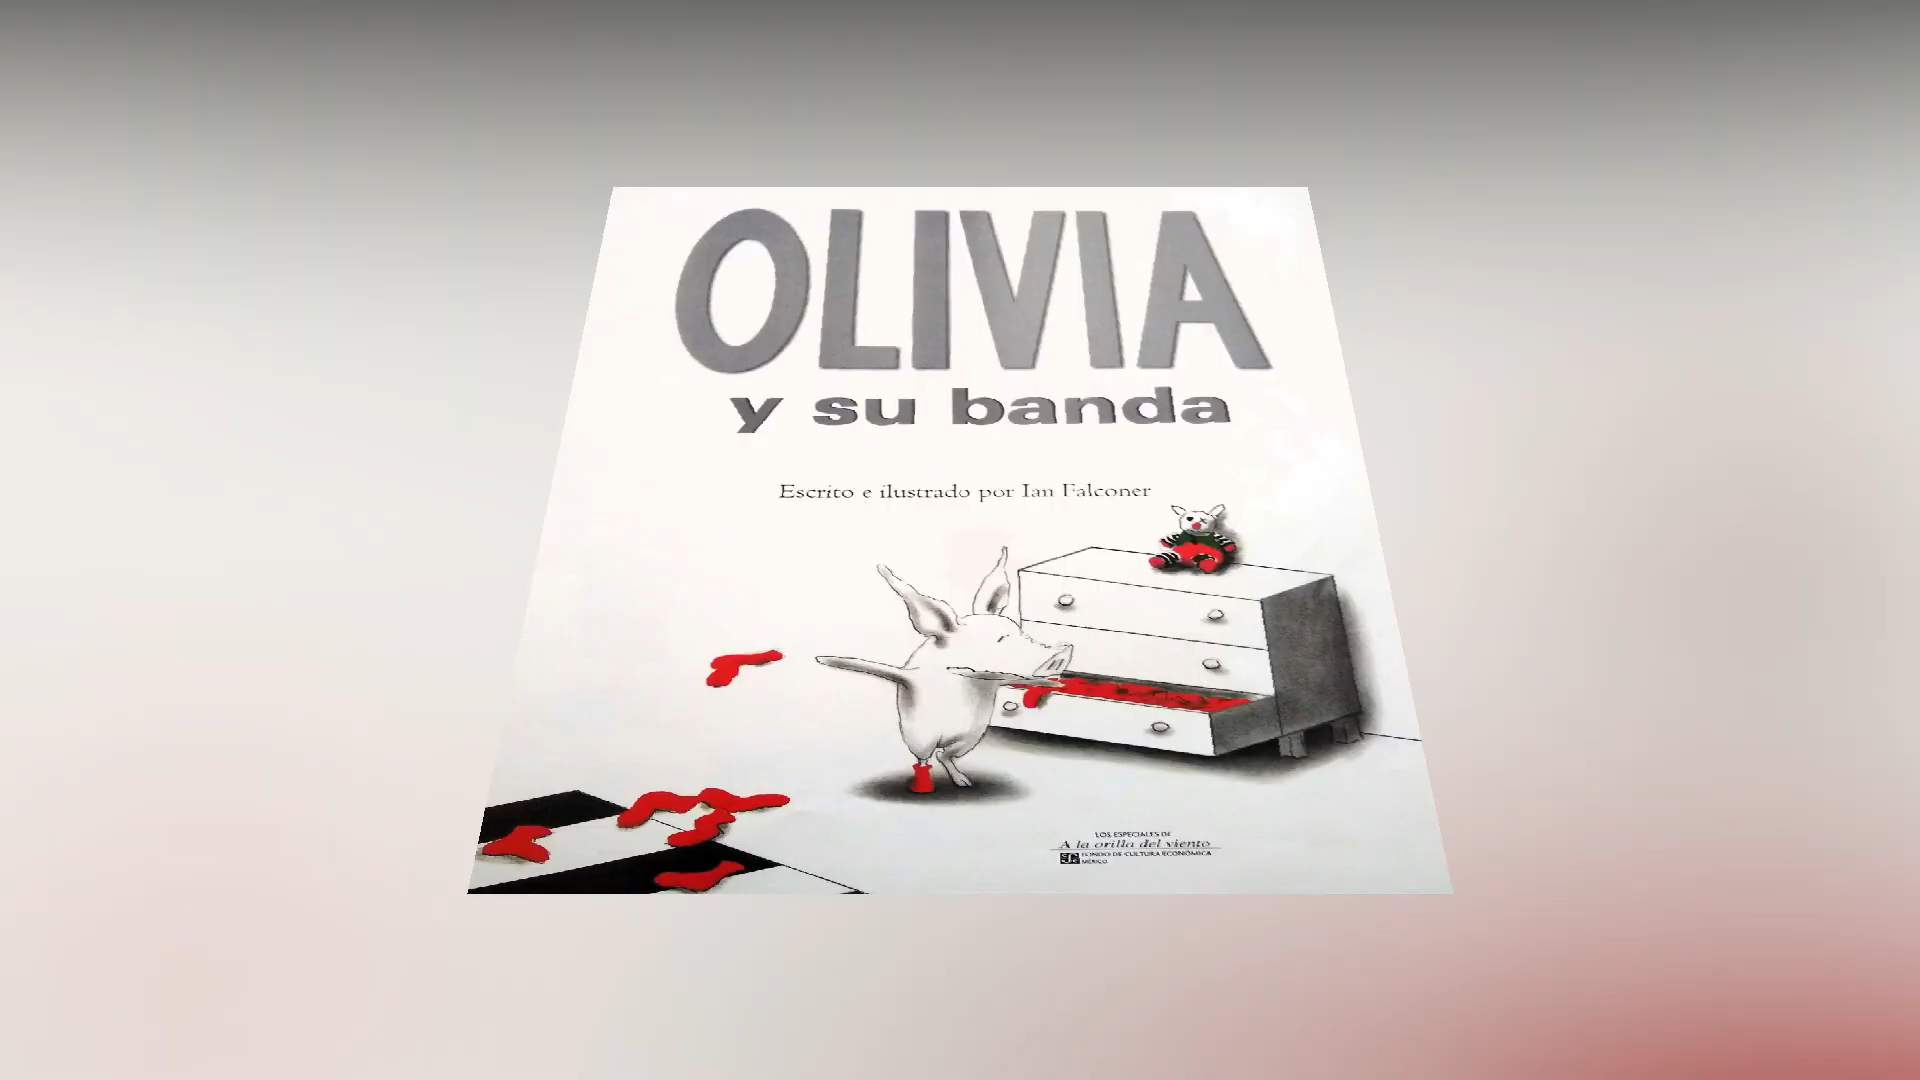 OLIVIA
y su banda
Escrito e ilustrado por Ian Falconer
LOS ESPECIALES DE
A la orilla del viento
FONDO DE CULTURA ECONÓMICA
MÉXICO